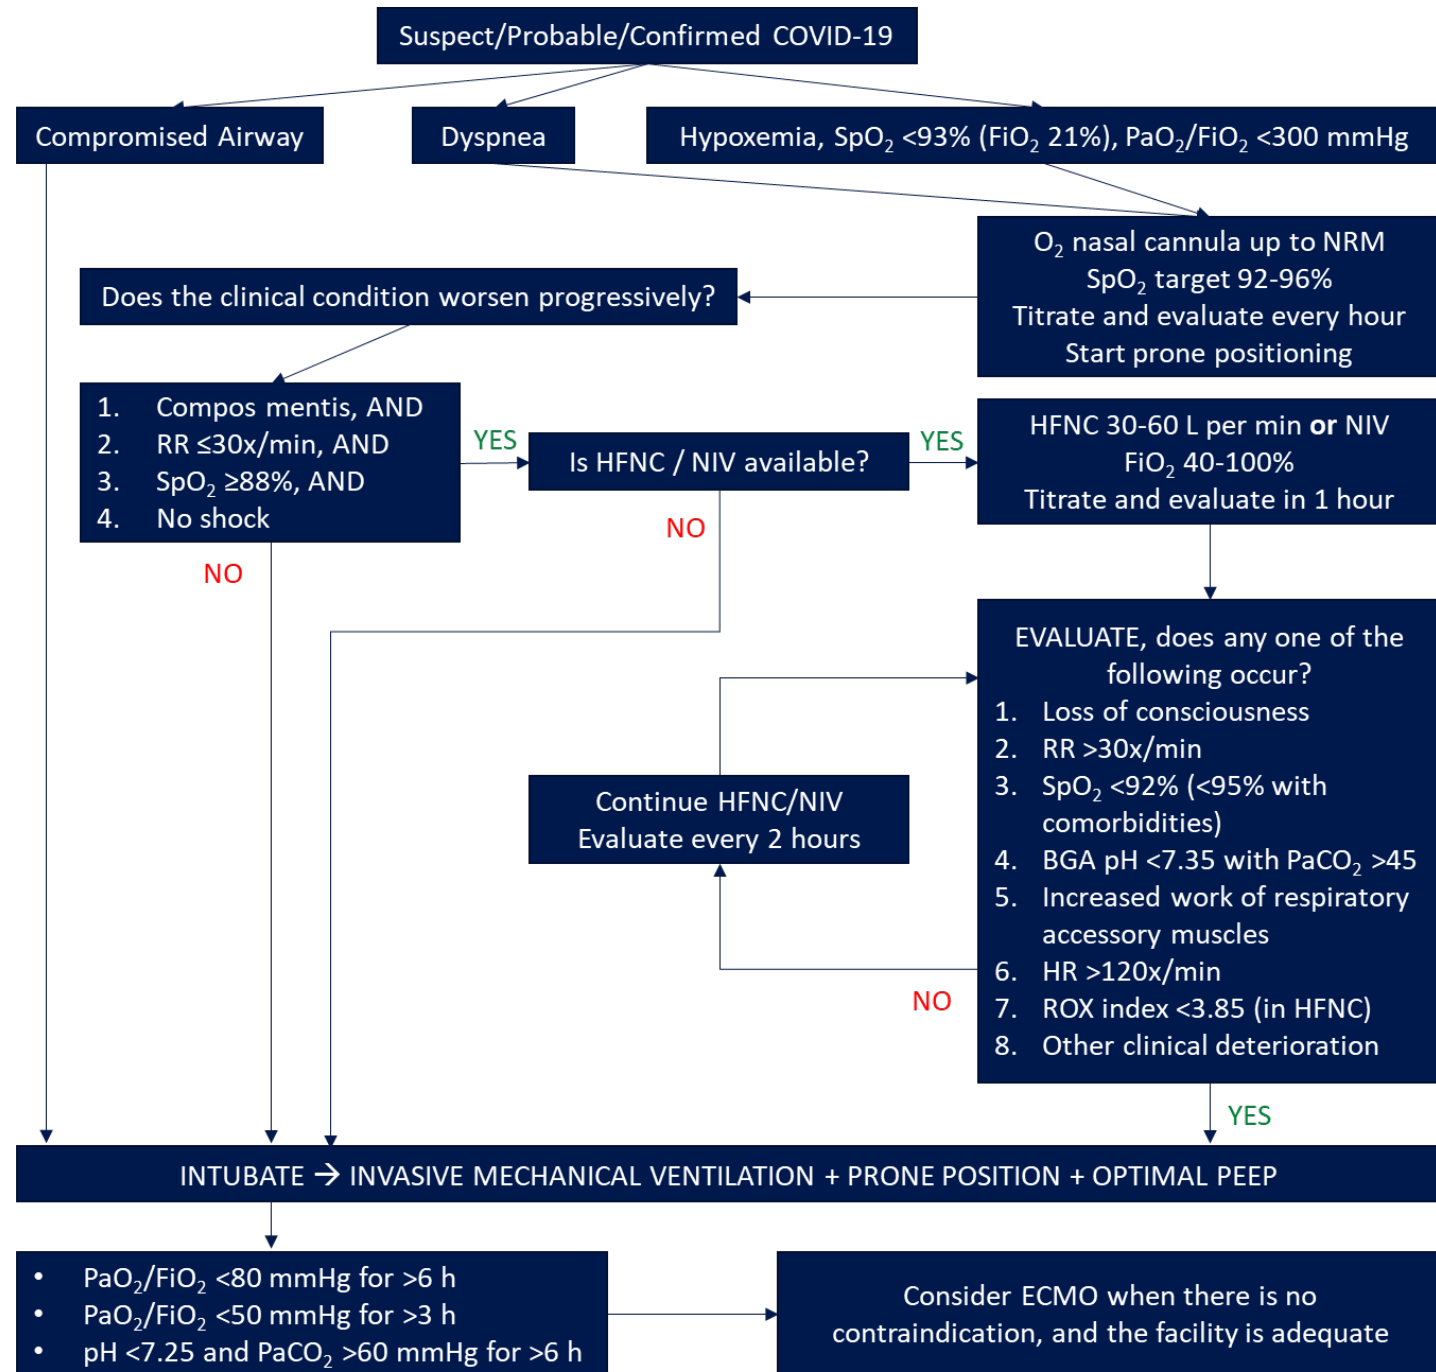 Suspect/Probable/Confirmed COVID-19
Compromised Airway
Dyspnea
Hypoxemia, SpO₂ <93% (FiO₂ 21%), PaO₂/FiO₂ <300 mmHg
O₂ nasal cannula up to NRM
SpO₂ target 92-96%
Titrate and evaluate every hour
Start prone positioning
Does the clinical condition worsen progressively?
1. Compos mentis, AND
2. RR ≤30x/min, AND
3. SpO₂ ≥88%, AND
4. No shock
YES
NO
Is HFNC / NIV available?
YES
NO
HFNC 30-60 L per min or NIV
FiO₂ 40-100%
Titrate and evaluate in 1 hour
EVALUATE, does any one of the
following occur?
1. Loss of consciousness
2. RR >30x/min
3. SpO₂ <92% (<95% with
comorbidities)
4. BGA pH <7.35 with PaCO₂ >45
5. Increased work of respiratory
accessory muscles
6. HR >120x/min
7. ROX index <3.85 (in HFNC)
8. Other clinical deterioration
NO
Continue HFNC/NIV
Evaluate every 2 hours
YES
INTUBATE → INVASIVE MECHANICAL VENTILATION + PRONE POSITION + OPTIMAL PEEP
• PaO₂/FiO₂ <80 mmHg for >6 h
• PaO₂/FiO₂ <50 mmHg for >3 h
• pH <7.25 and PaCO₂ >60 mmHg for >6 h
Consider ECMO when there is no
contraindication, and the facility is adequate